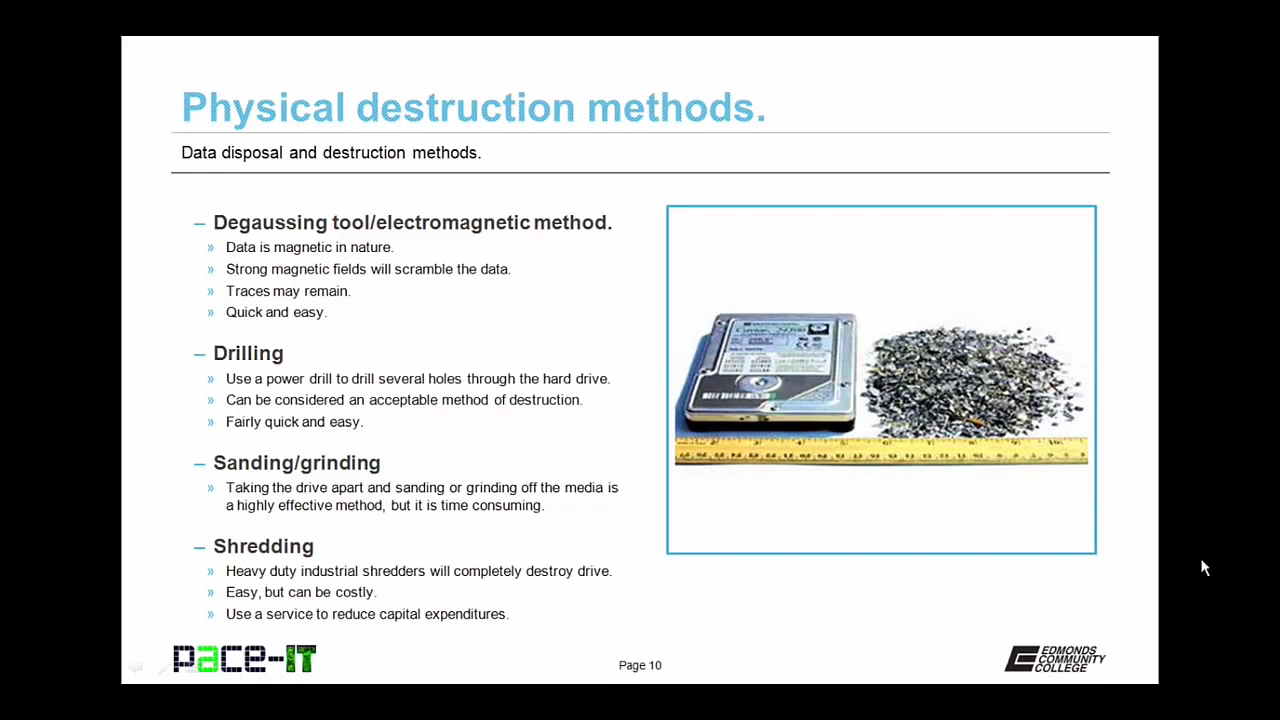 Physical destruction methods.
Data disposal and destruction methods.
– Degaussing tool/electromagnetic method.
» Data is magnetic in nature.
» Strong magnetic fields will scramble the data.
» Traces may remain.
» Quick and easy.
– Drilling
» Use a power drill to drill several holes through the hard drive.
» Can be considered an acceptable method of destruction.
» Fairly quick and easy.
– Sanding/grinding
» Taking the drive apart and sanding or grinding off the media is
a highly effective method, but it is time consuming.
– Shredding
» Heavy duty industrial shredders will completely destroy drive.
» Easy, but can be costly.
» Use a service to reduce capital expenditures.
pace-IT
Page 10
EDMONDS
COMMUNITY
COLLEGE